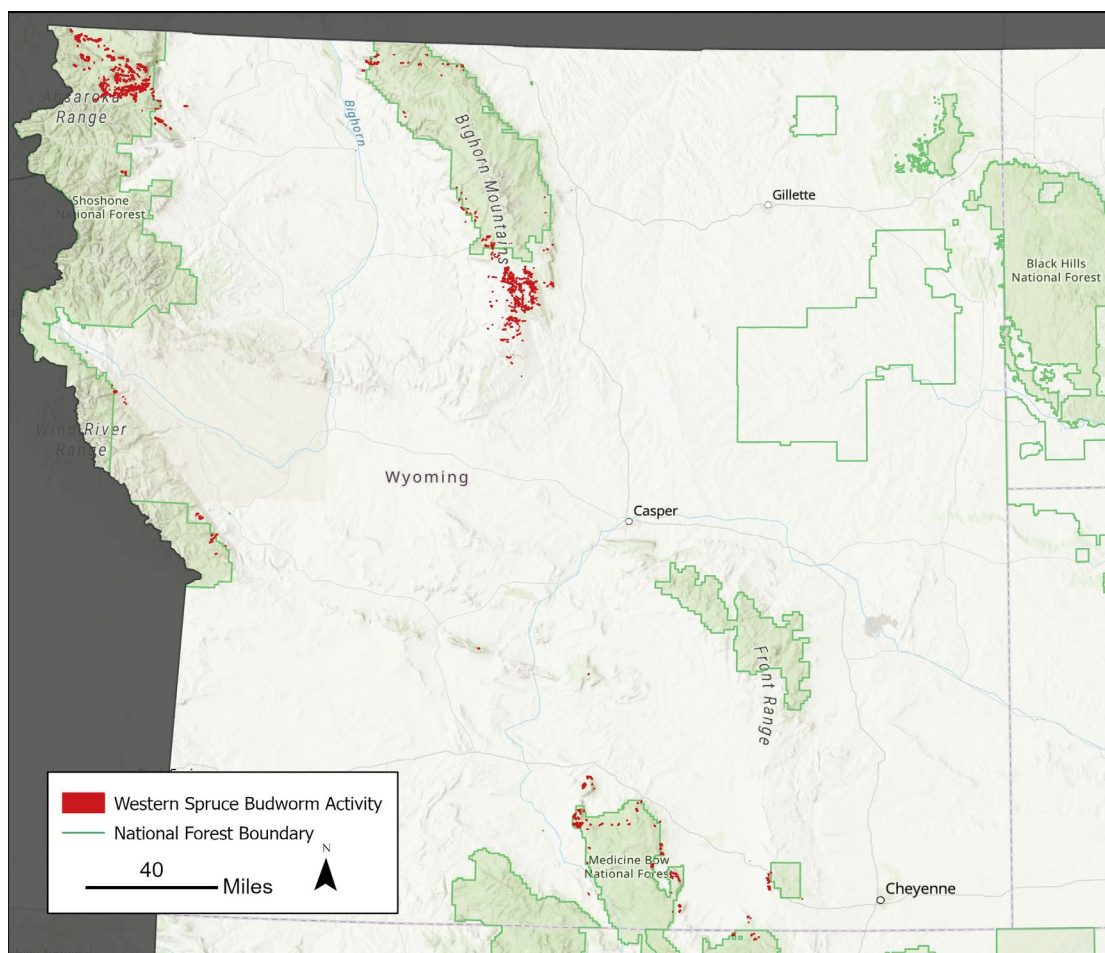 Absaroka
Range
Bighorn
Bighorn Mountains
Shoshone
National Forest
Gillette
Black Hills
National Forest
Wind River
Range
Wyoming
Casper
Front Range
Medicine Bow
National Forest
Cheyenne
Western Spruce Budworm Activity
National Forest Boundary
40
Miles
N